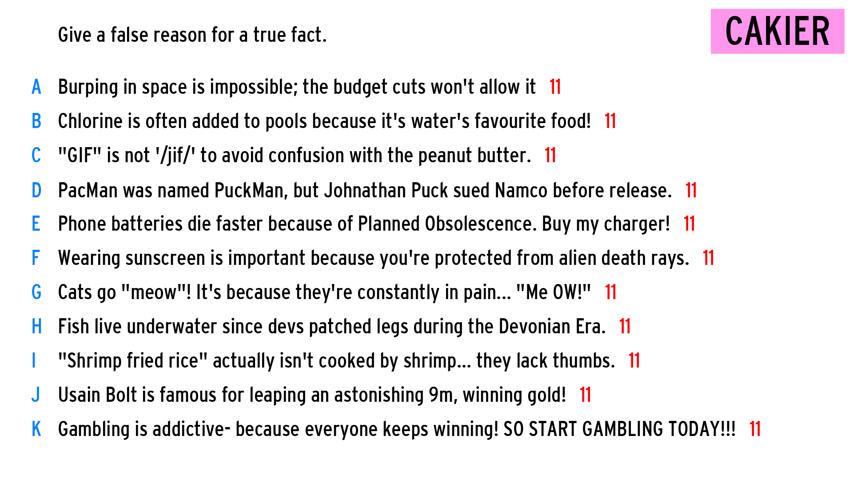 Give a false reason for a true fact.
CAKIER
A Burping in space is impossible; the budget cuts won't allow it 11
B Chlorine is often added to pools because it's water's favourite food! 11
C "GIF" is not '/jif/' to avoid confusion with the peanut butter. 11
D PacMan was named PuckMan, but Johnathan Puck sued Namco before release. 11
E Phone batteries die faster because of Planned Obsolescence. Buy my charger! 11
F Wearing sunscreen is important because you're protected from alien death rays. 11
G Cats go "meow"! It's because they're constantly in pain... "Me OW!" 11
H Fish live underwater since devs patched legs during the Devonian Era. 11
I "Shrimp fried rice" actually isn't cooked by shrimp... they lack thumbs. 11
J Usain Bolt is famous for leaping an astonishing 9m, winning gold! 11
K Gambling is addictive- because everyone keeps winning! SO START GAMBLING TODAY!!! 11